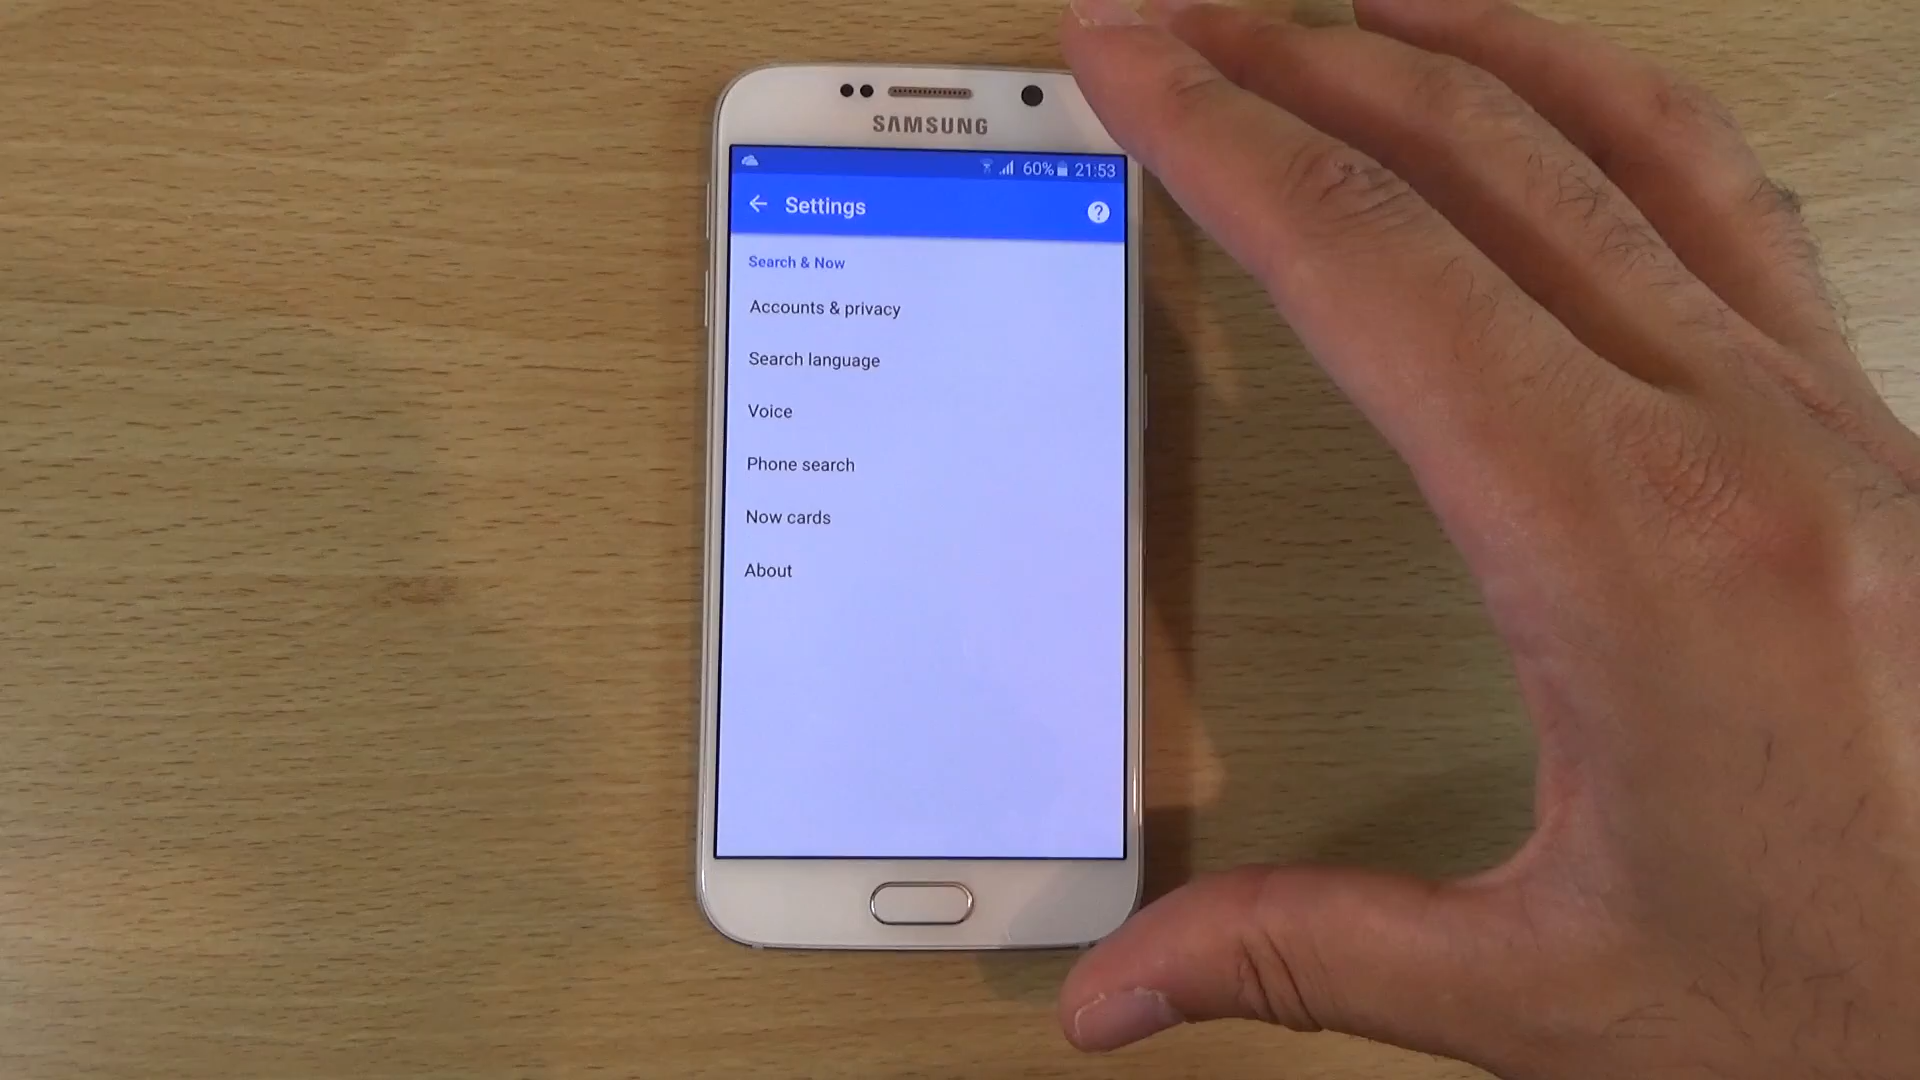 SAMSUNG
60% 21:53
Settings
?
Search & Now
Accounts & privacy
Search language
Voice
Phone search
Now cards
About